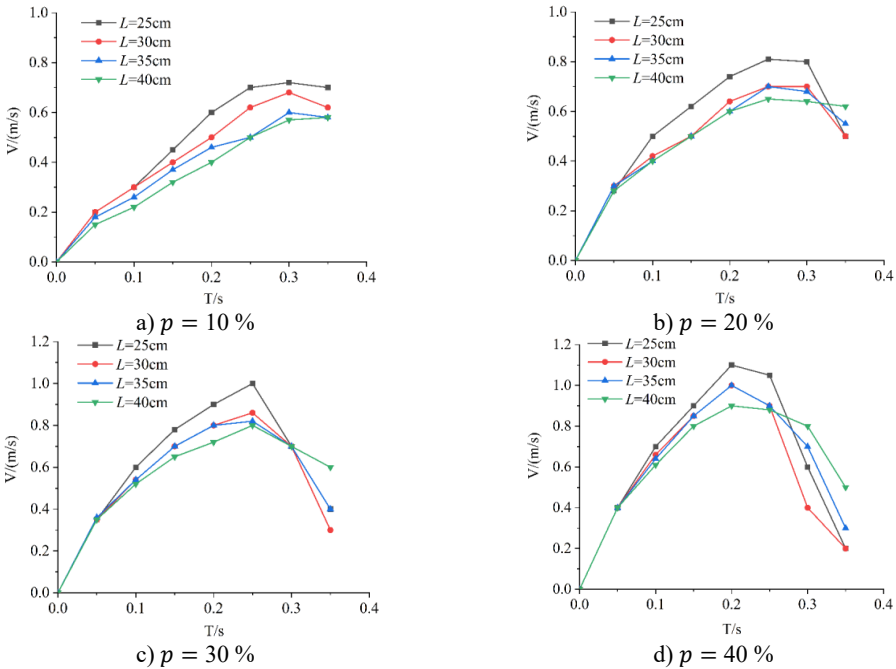 L=25cm
L=30cm
L=35cm
L=40cm
V/(m/s)
1.0
0.8
0.6
0.4
0.2
0.0
0.0 0.1 0.2 0.3 0.4
T/s
a) p = 10 %
L=25cm
L=30cm
L=35cm
L=40cm
V/(m/s)
1.0
0.8
0.6
0.4
0.2
0.0
0.0 0.1 0.2 0.3 0.4
T/s
b) p = 20 %
L=25cm
L=30cm
L=35cm
L=40cm
V/(m/s)
1.2
1.0
0.8
0.6
0.4
0.2
0.0
0.0 0.1 0.2 0.3 0.4
T/s
c) p = 30 %
L=25cm
L=30cm
L=35cm
L=40cm
V/(m/s)
1.2
1.0
0.8
0.6
0.4
0.2
0.0
0.0 0.1 0.2 0.3 0.4
T/s
d) p = 40 %